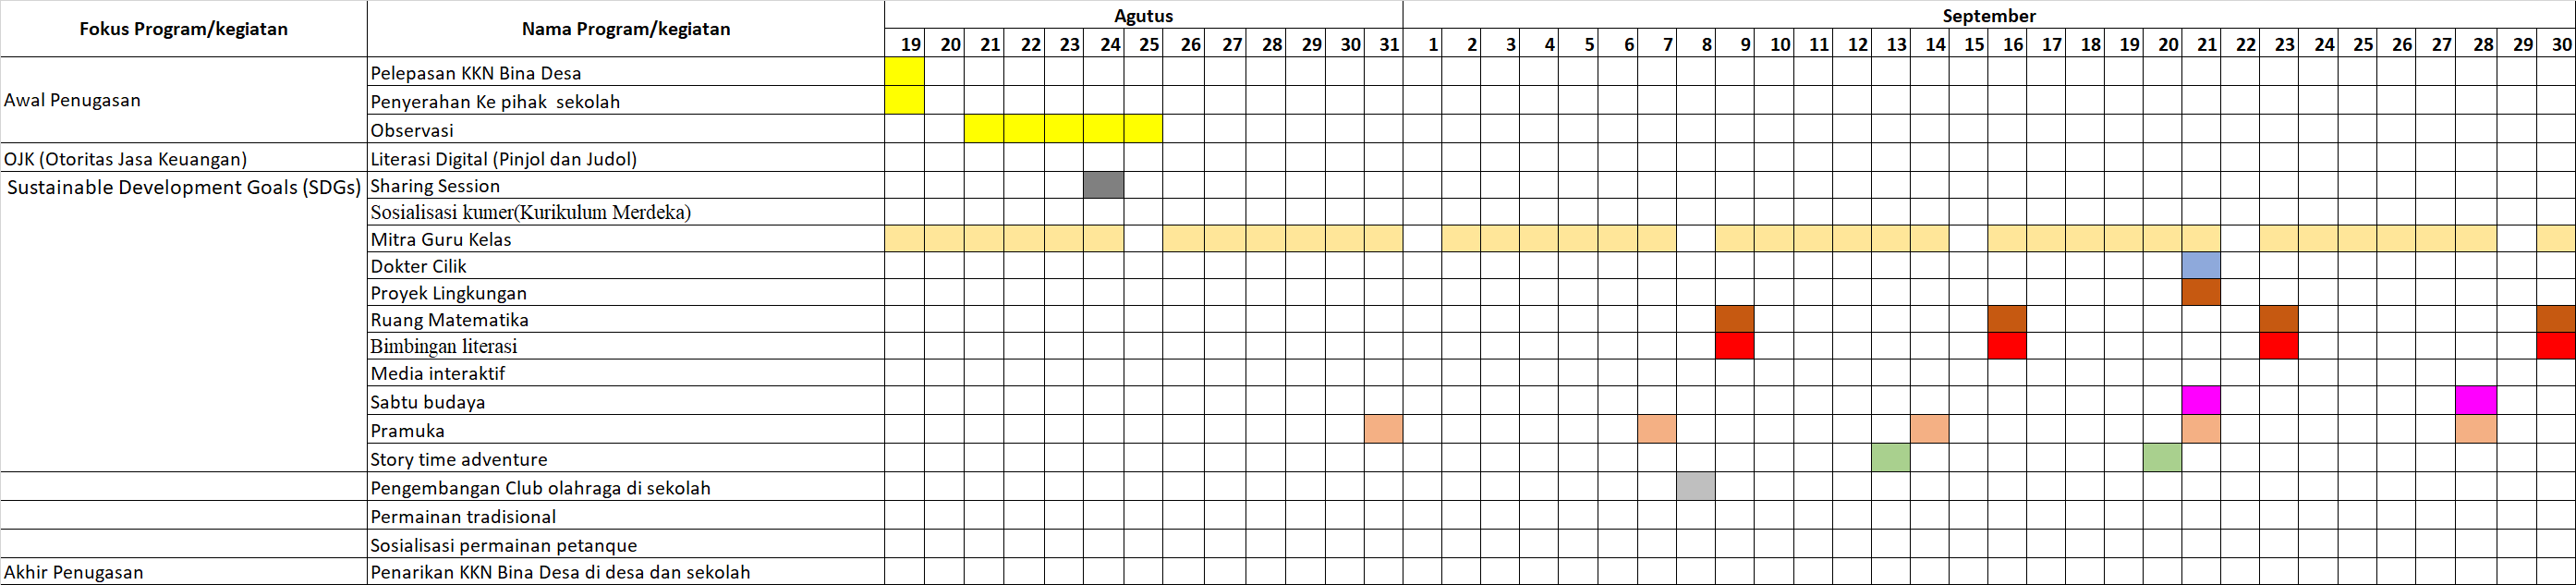 Fokus Program/kegiatan Nama Program/kegiatan Agutus September
19 20 21 22 23 24 25 26 27 28 29 30 31 1 2 3 4 5 6 7 8 9 10 11 12 13 14 15 16 17 18 19 20 21 22 23 24 25 26 27 28 29 30
Awal Penugasan
Pelepasan KKN Bina Desa
Penyerahan Ke pihak sekolah
Observasi
OJK (Otoritas Jasa Keuangan) Literasi Digital (Pinjol dan Judol)
Sustainable Development Goals (SDGs) Sharing Session
Sosialisasi kumer(Kurikulum Merdeka)
Mitra Guru Kelas
Dokter Cilik
Proyek Lingkungan
Ruang Matematika
Bimbingan literasi
Media interaktif
Sabtu budaya
Pramuka
Story time adventure
Pengembangan Club olahraga di sekolah
Permainan tradisional
Sosialisasi permainan petanque
Akhir Penugasan Penarikan KKN Bina Desa di desa dan sekolah